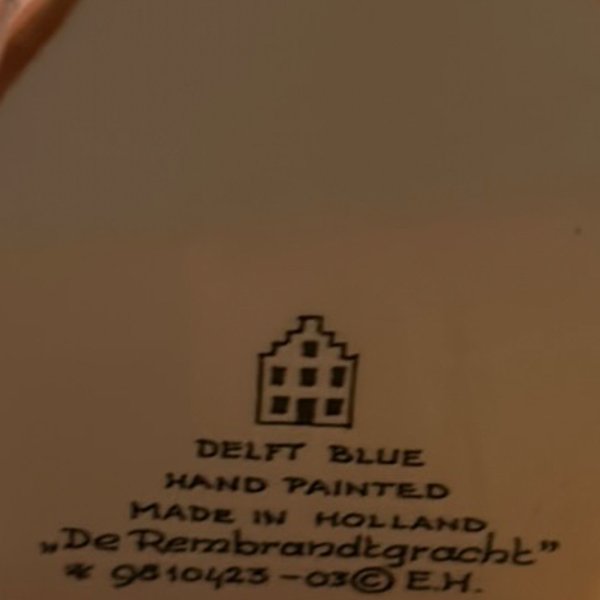 DELFT BLUE
HAND PAINTED
MADE IN HOLLAND
„De Rembrandtgracht”
* 9810423-03© E.H.